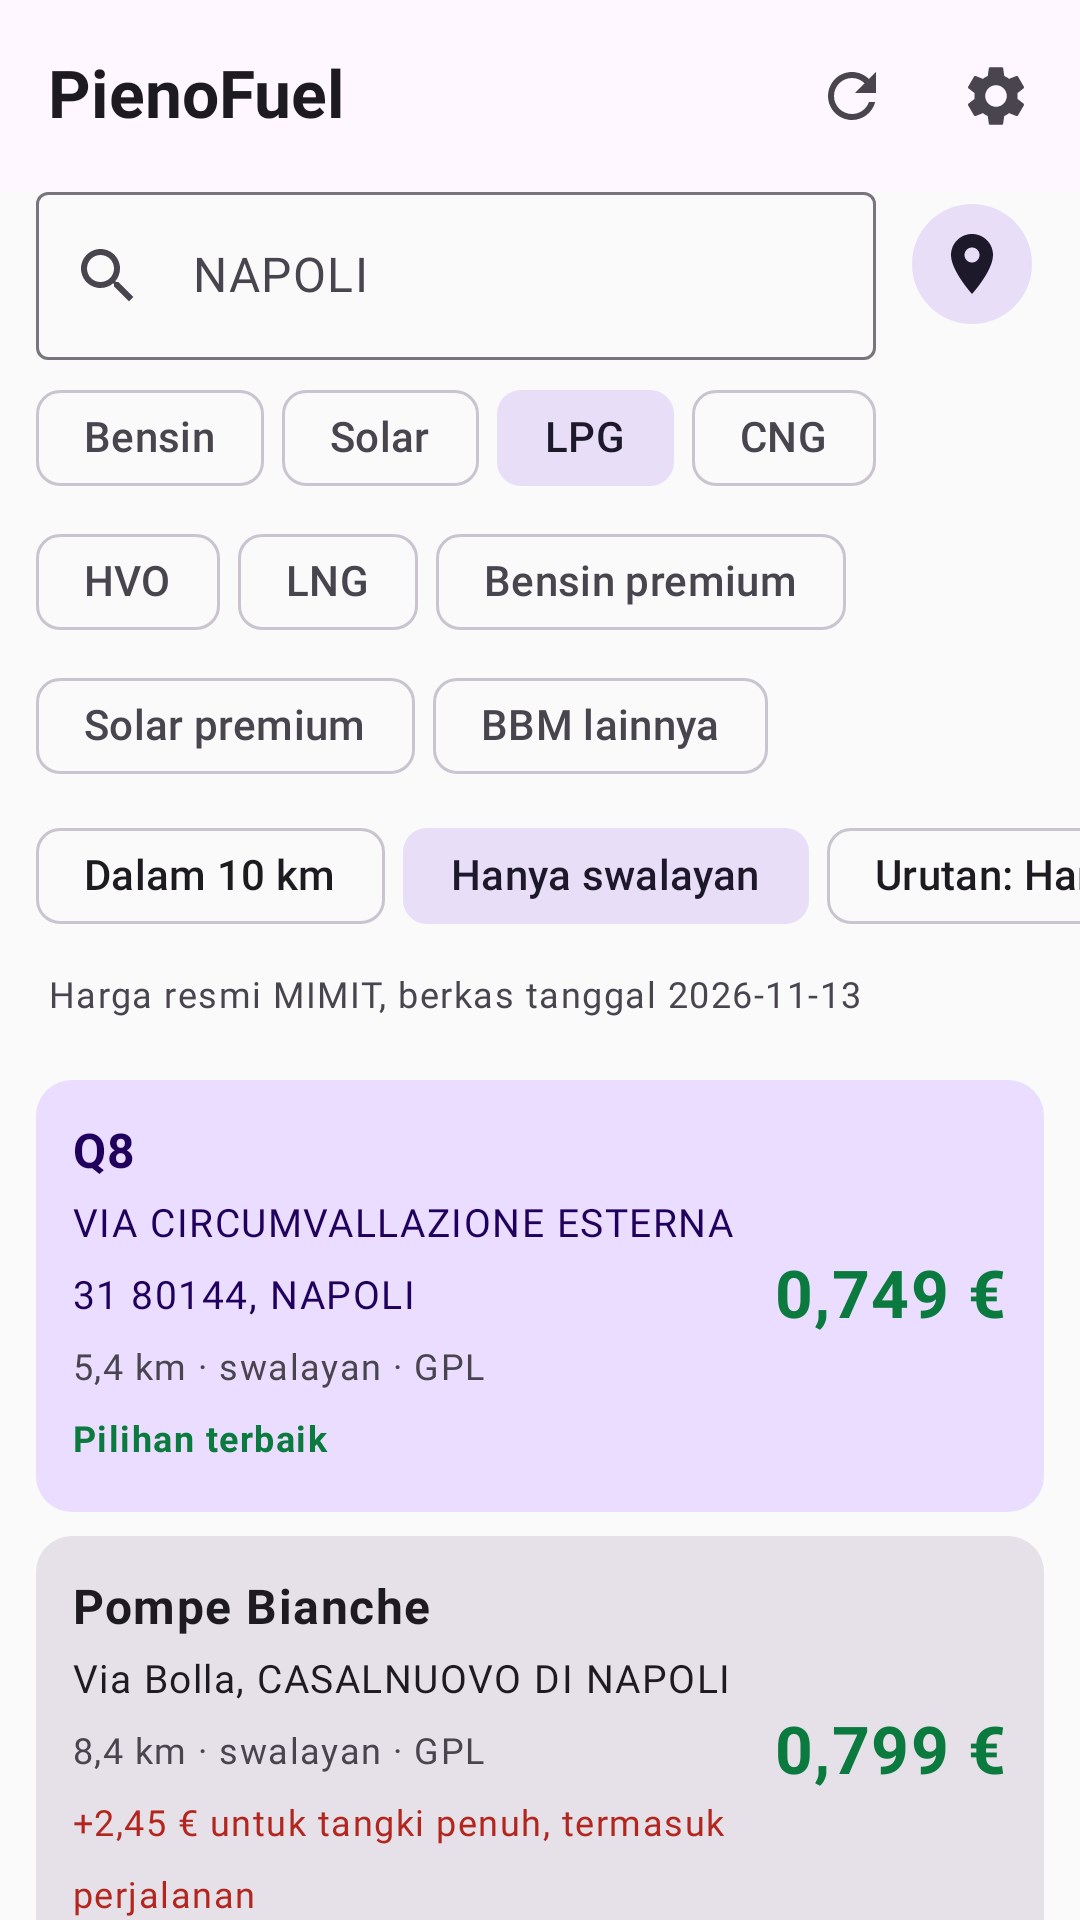 PienoFuel
NAPOLI
Bensin
Solar
LPG
CNG
HVO
LNG
Bensin premium
Solar premium
BBM lainnya
Dalam 10 km
Hanya swalayan
Urutan: Ha
Harga resmi MIMIT, berkas tanggal 2026-11-13
Q8
VIA CIRCUMVALLAZIONE ESTERNA
31 80144, NAPOLI
0,749 €
5,4 km · swalayan · GPL
Pilihan terbaik
Pompe Bianche
Via Bolla, CASALNUOVO DI NAPOLI
8,4 km · swalayan · GPL
0,799 €
+2,45 € untuk tangki penuh, termasuk
perjalanan